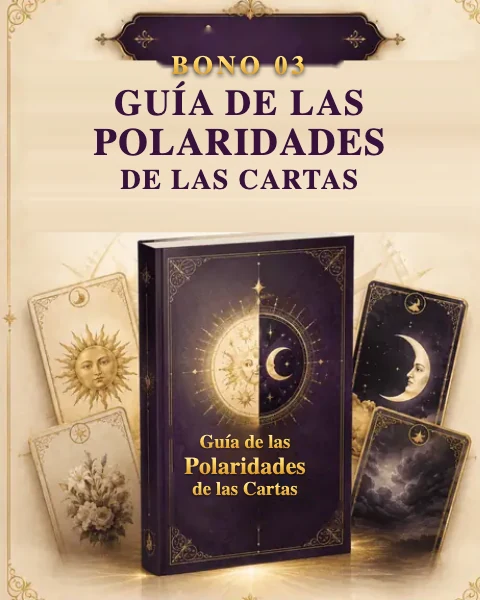 BONO 03
GUÍA DE LAS
POLARIDADES
DE LAS CARTAS
Guía de las
Polaridades
de las Cartas